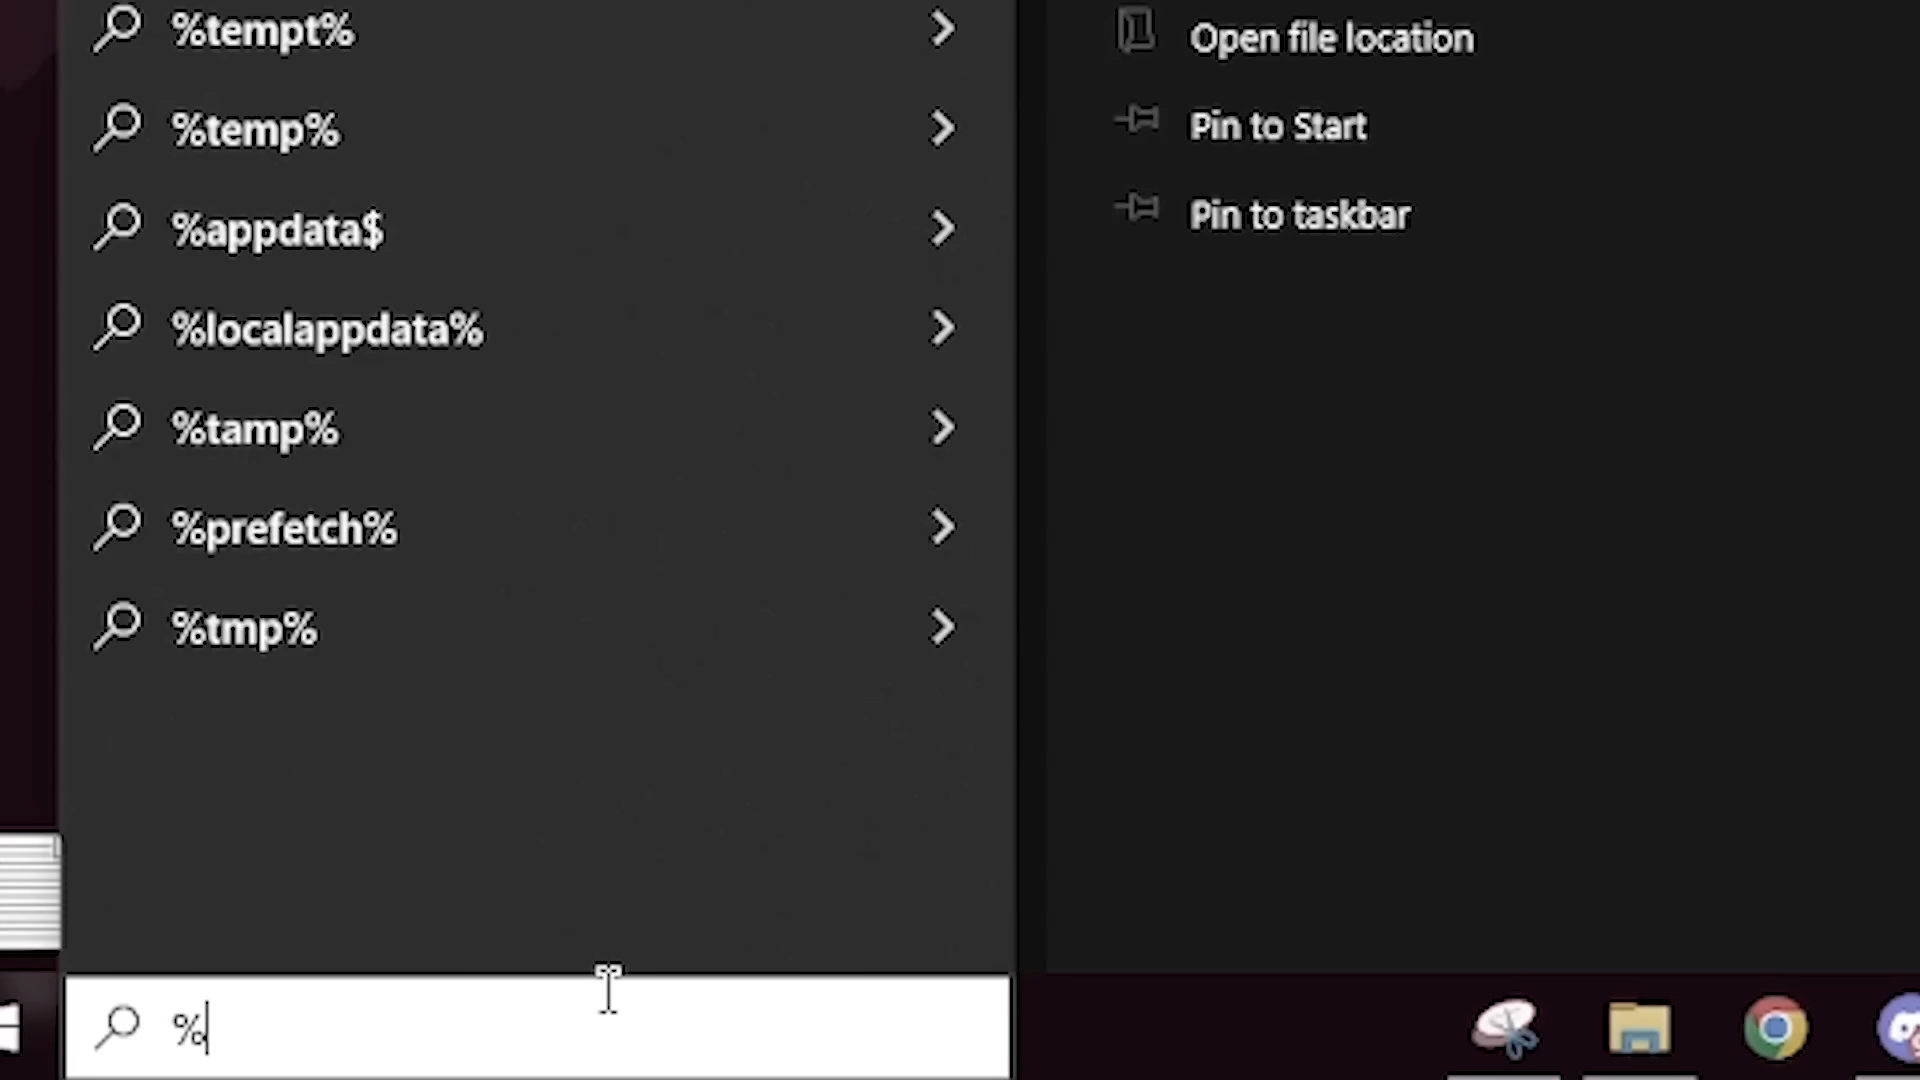 %tempt%
%temp%
%appdata$
%localappdata%
%tamp%
%prefetch%
%tmp%
%
Open file location
Pin to Start
Pin to taskbar